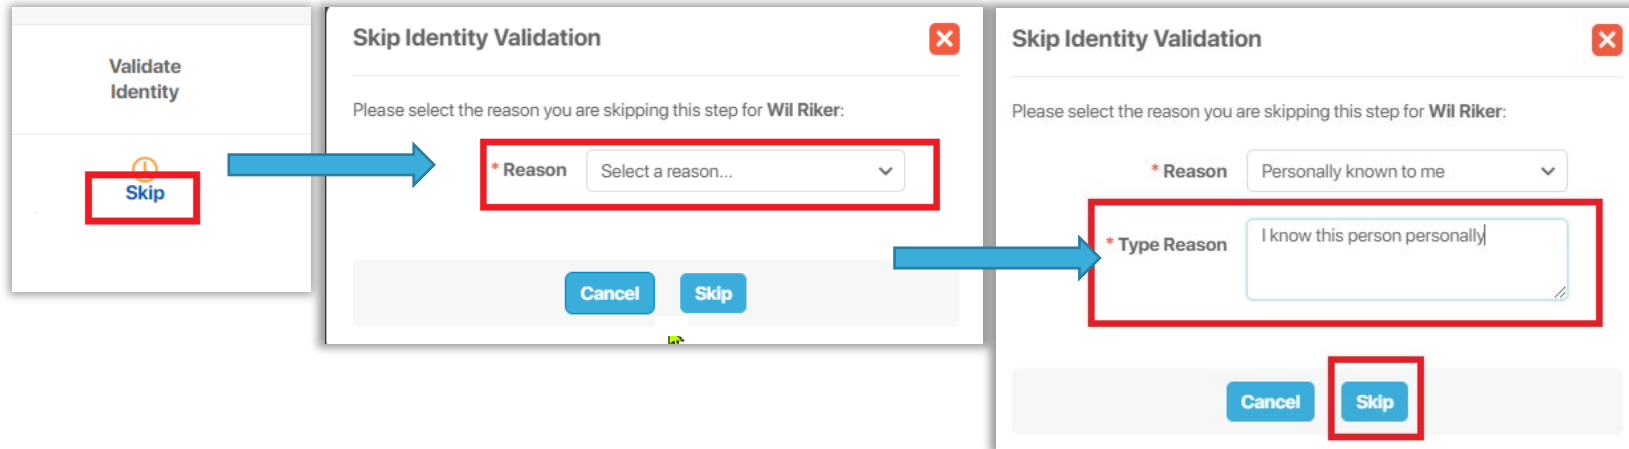 Validate
Identity
Skip
Skip Identity Validation
Please select the reason you are skipping this step for Wil Riker:
* Reason Select a reason...
Cancel Skip
Skip Identity Validation
Please select the reason you are skipping this step for Wil Riker:
* Reason Personally known to me
* Type Reason I know this person personally
Cancel Skip